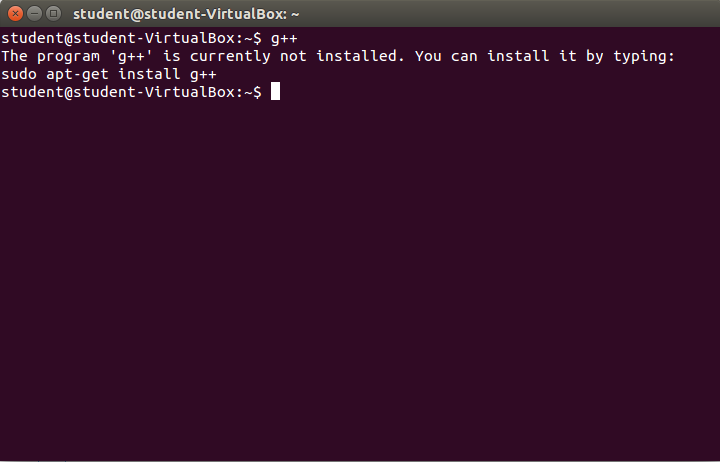 student@student-VirtualBox: ~
student@student-VirtualBox:~$ g++
The program 'g++' is currently not installed. You can install it by typing:
sudo apt-get install g++
student@student-VirtualBox:~$